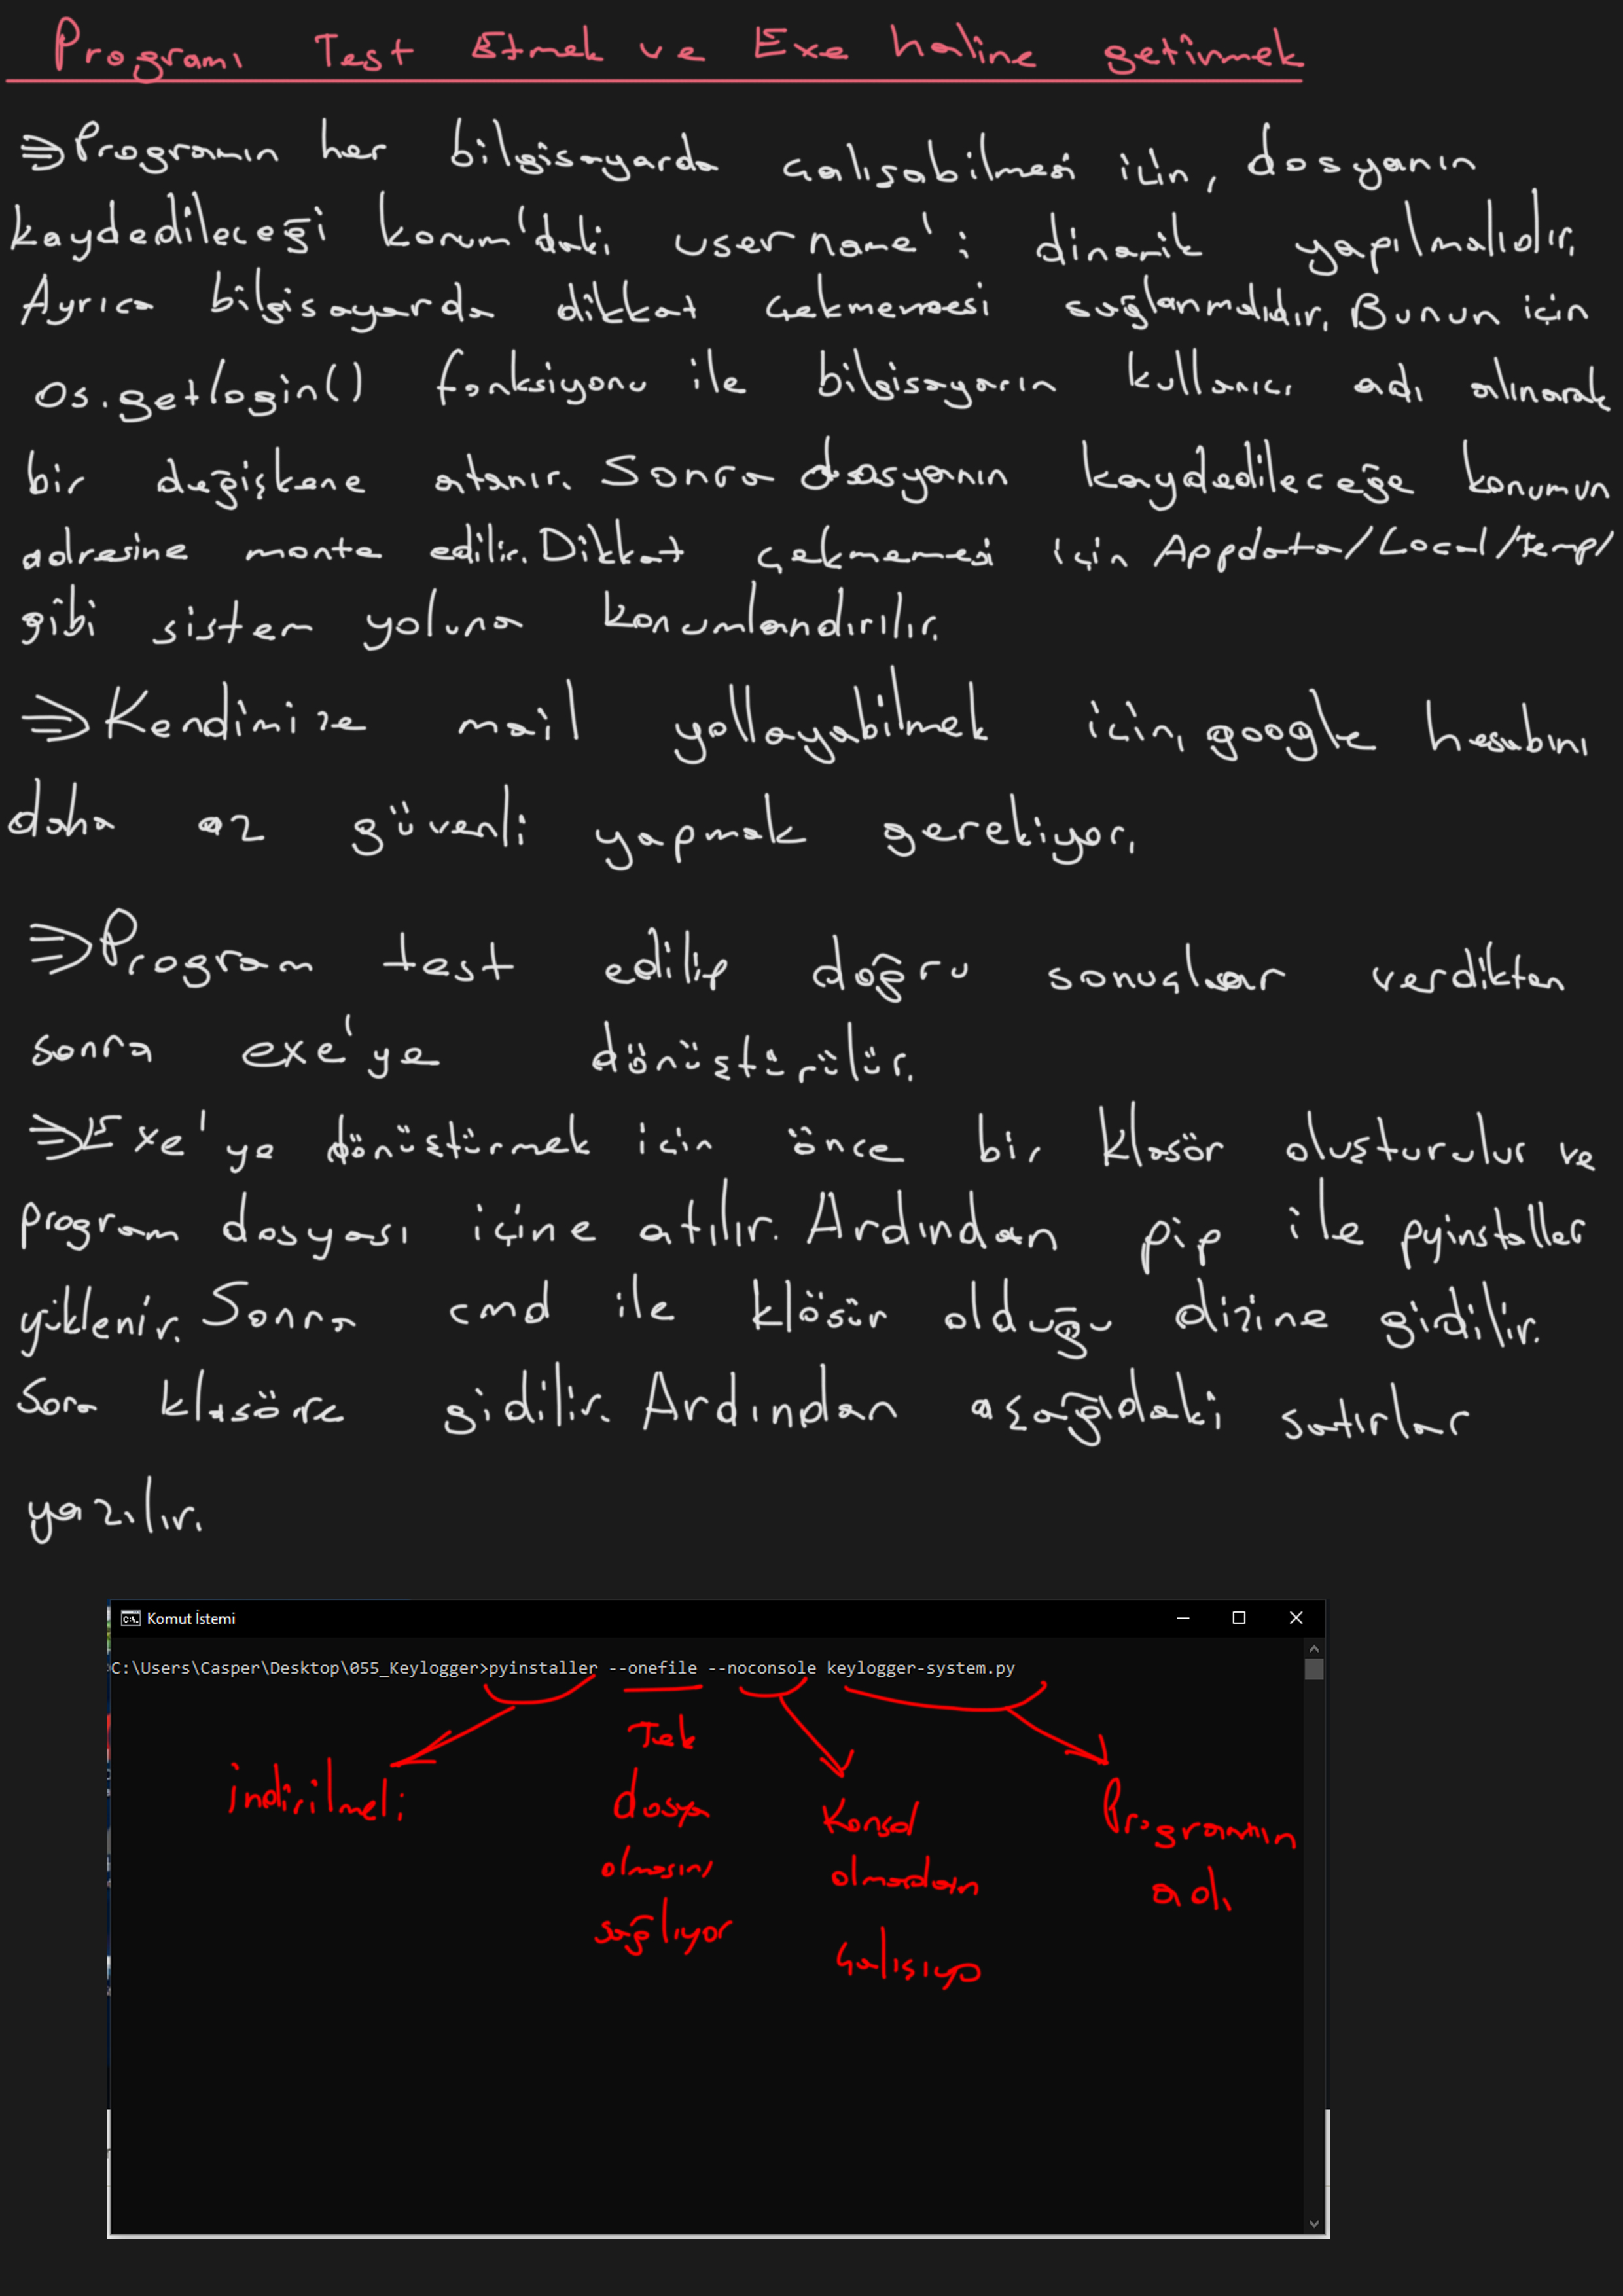 Programı Test Etmek ve Exe haline getirmek
⇒Programın her bilgisayarda çalışabilmesi için, dosyanın
kaydedileceği konum'daki username'i dinamik yapılmalıdır.
Ayrıca bilgisayarda dikkat çekmemesi sağlanmalıdır. Bunun için
os.getlogin() fonksiyonu ile bilgisayarın kullanıcı adı alınarak
bir değişkene atanır. Sonra dosyanın kaydedileceğe konumun
adresine monte edilir. Dikkat çekmemesi için Appdata/Local/temp/
gibi sistem yoluna konumlandırılır.
⇒Kendimize mail yollayabilmek için, google hesabını
daha az güvenli yapmak gerekiyor.
⇒Program test edilip doğru sonuçlar verdikten
sonra exe'ye dönüştürülür.
⇒Exe'ye dönüştürmek için önce bir klasör oluşturulur ve
program dosyası içine atılır. Ardından pip ile pyinstaller
yüklenir. Sonra cmd ile klösür olduğu dizine gidilir.
Sora klasöre gidilir. Ardından aşağıdaki satırlar
yazılır.
Komut İstemi
C:\Users\Casper\Desktop\055_Keylogger>pyinstaller --onefile --noconsole keylogger-system.py
indirilmeli
Tek
dosya
olmasını
sağlıyor
Konsol
olmadan
çalışıyo
Programın
adı